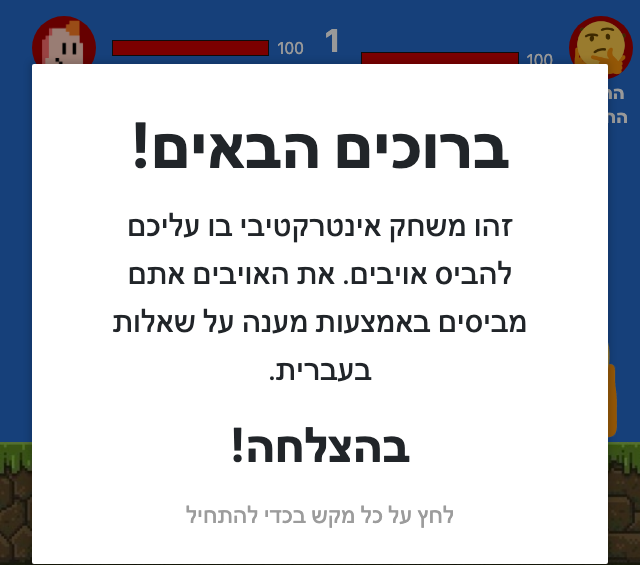 100
1
100
ברוכים הבאים!
זהו משחק אינטרקטיבי בו עליכם
להביס אויבים. את האויבים אתם
מביסים באמצעות מענה על שאלות
בעברית.
בהצלחה!
לחץ על כל מקש בכדי להתחיל